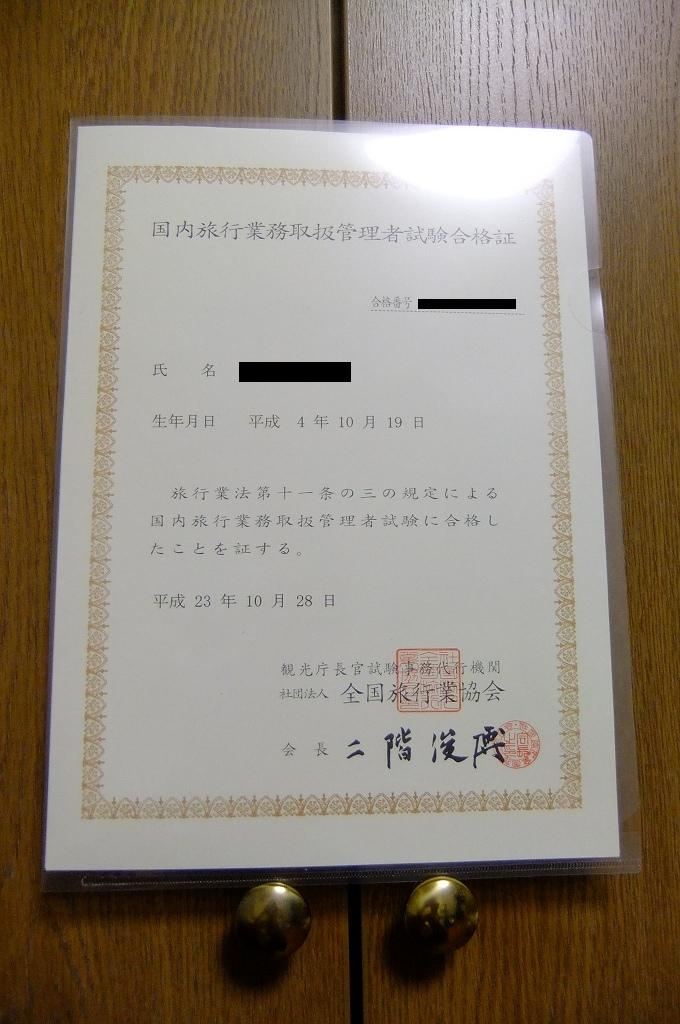 国内旅行業務取扱管理者試験合格証
合格番号
氏 名
生年月日 平成 4 年 10 月 19 日
旅行業法第十一条の三の規定による
国内旅行業務取扱管理者試験に合格し
たことを証する。
平成 23 年 10 月 28 日
観光庁長官試験事務代行機関
社団法人 全国旅行業協会
会 長 二階俊博